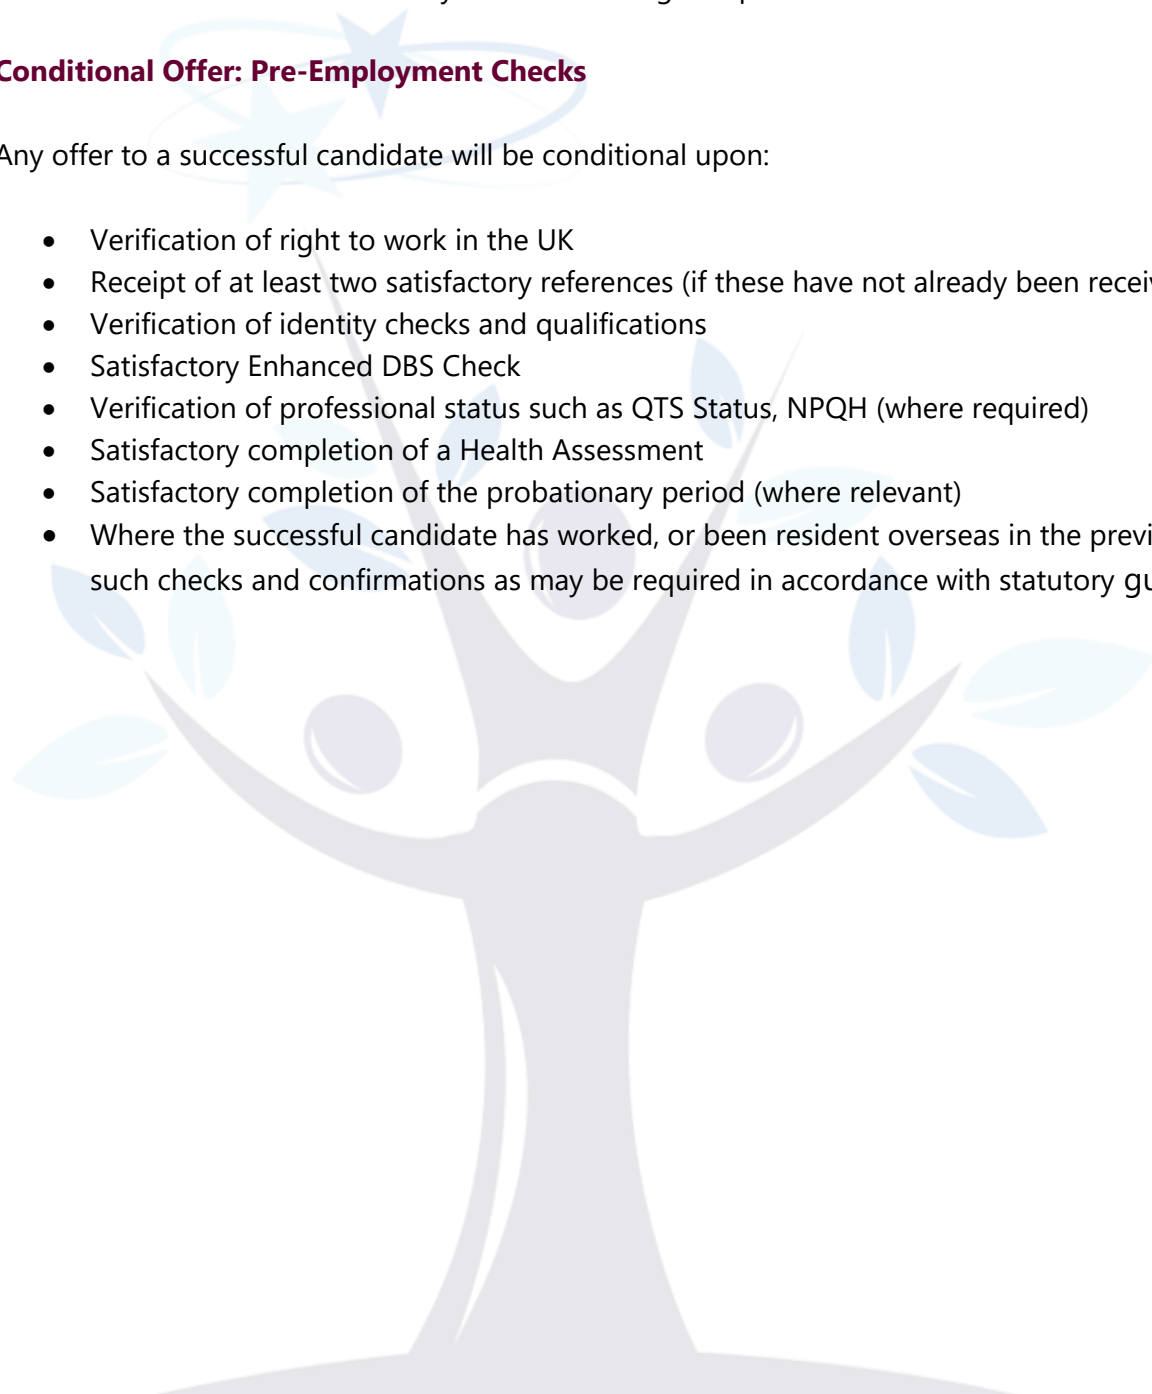 Conditional Offer: Pre-Employment Checks
Any offer to a successful candidate will be conditional upon:
• Verification of right to work in the UK
• Receipt of at least two satisfactory references (if these have not already been
• Verification of identity checks and qualifications
• Satisfactory Enhanced DBS Check
• Verification of professional status such as QTS Status, NPQH (where required)
• Satisfactory completion of a Health Assessment
• Satisfactory completion of the probationary period (where relevant)
• Where the successful candidate has worked, or been resident overseas in the
such checks and confirmations as may be required in accordance with statutory